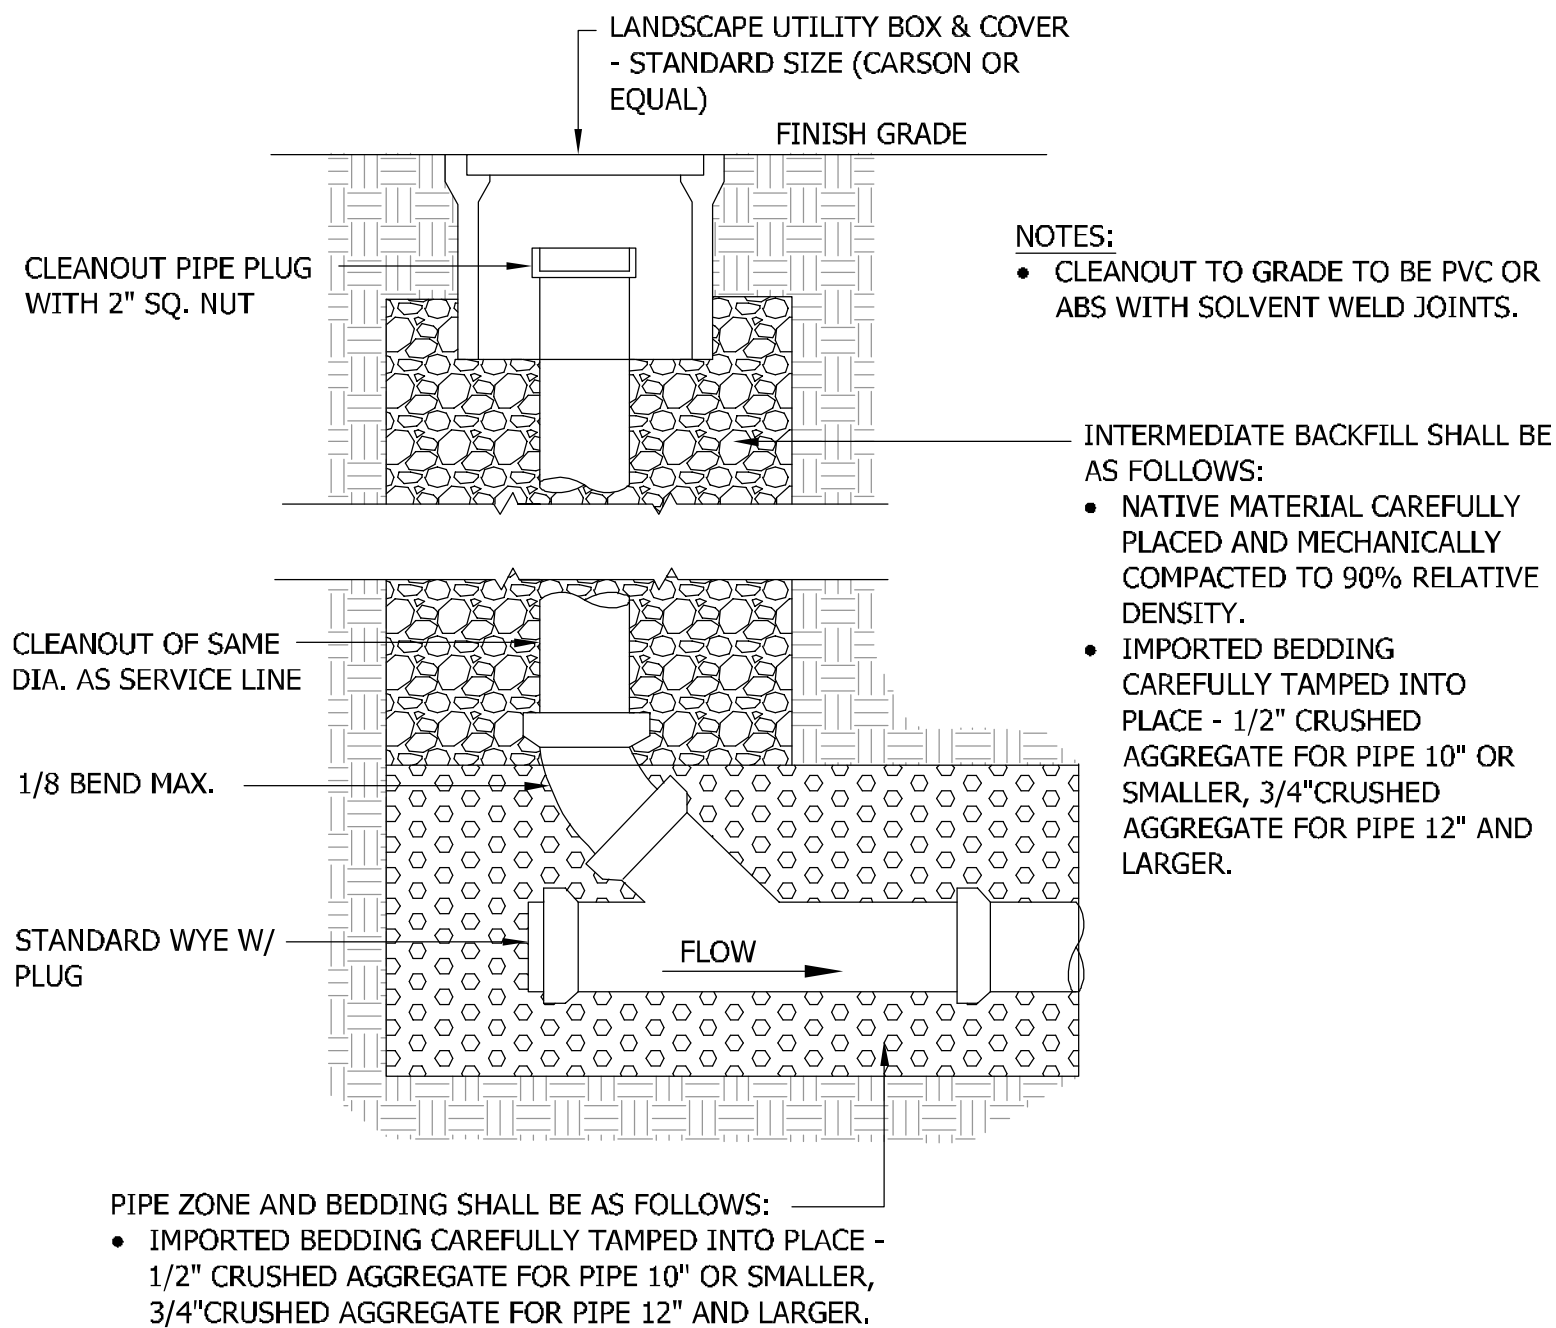 LANDSCAPE UTILITY BOX & COVER
- STANDARD SIZE (CARSON OR
EQUAL)
FINISH GRADE
CLEANOUT PIPE PLUG
WITH 2" SQ. NUT
NOTES:
• CLEANOUT TO GRADE TO BE PVC OR
ABS WITH SOLVENT WELD JOINTS.
INTERMEDIATE BACKFILL SHALL BE
AS FOLLOWS:
• NATIVE MATERIAL CAREFULLY
PLACED AND MECHANICALLY
COMPACTED TO 90% RELATIVE
DENSITY.
• IMPORTED BEDDING
CAREFULLY TAMPED INTO
PLACE - 1/2" CRUSHED
AGGREGATE FOR PIPE 10" OR
SMALLER, 3/4"CRUSHED
AGGREGATE FOR PIPE 12" AND
LARGER.
CLEANOUT OF SAME
DIA. AS SERVICE LINE
1/8 BEND MAX.
STANDARD WYE W/
PLUG
FLOW
PIPE ZONE AND BEDDING SHALL BE AS FOLLOWS:
• IMPORTED BEDDING CAREFULLY TAMPED INTO PLACE -
1/2" CRUSHED AGGREGATE FOR PIPE 10" OR SMALLER,
3/4"CRUSHED AGGREGATE FOR PIPE 12" AND LARGER.